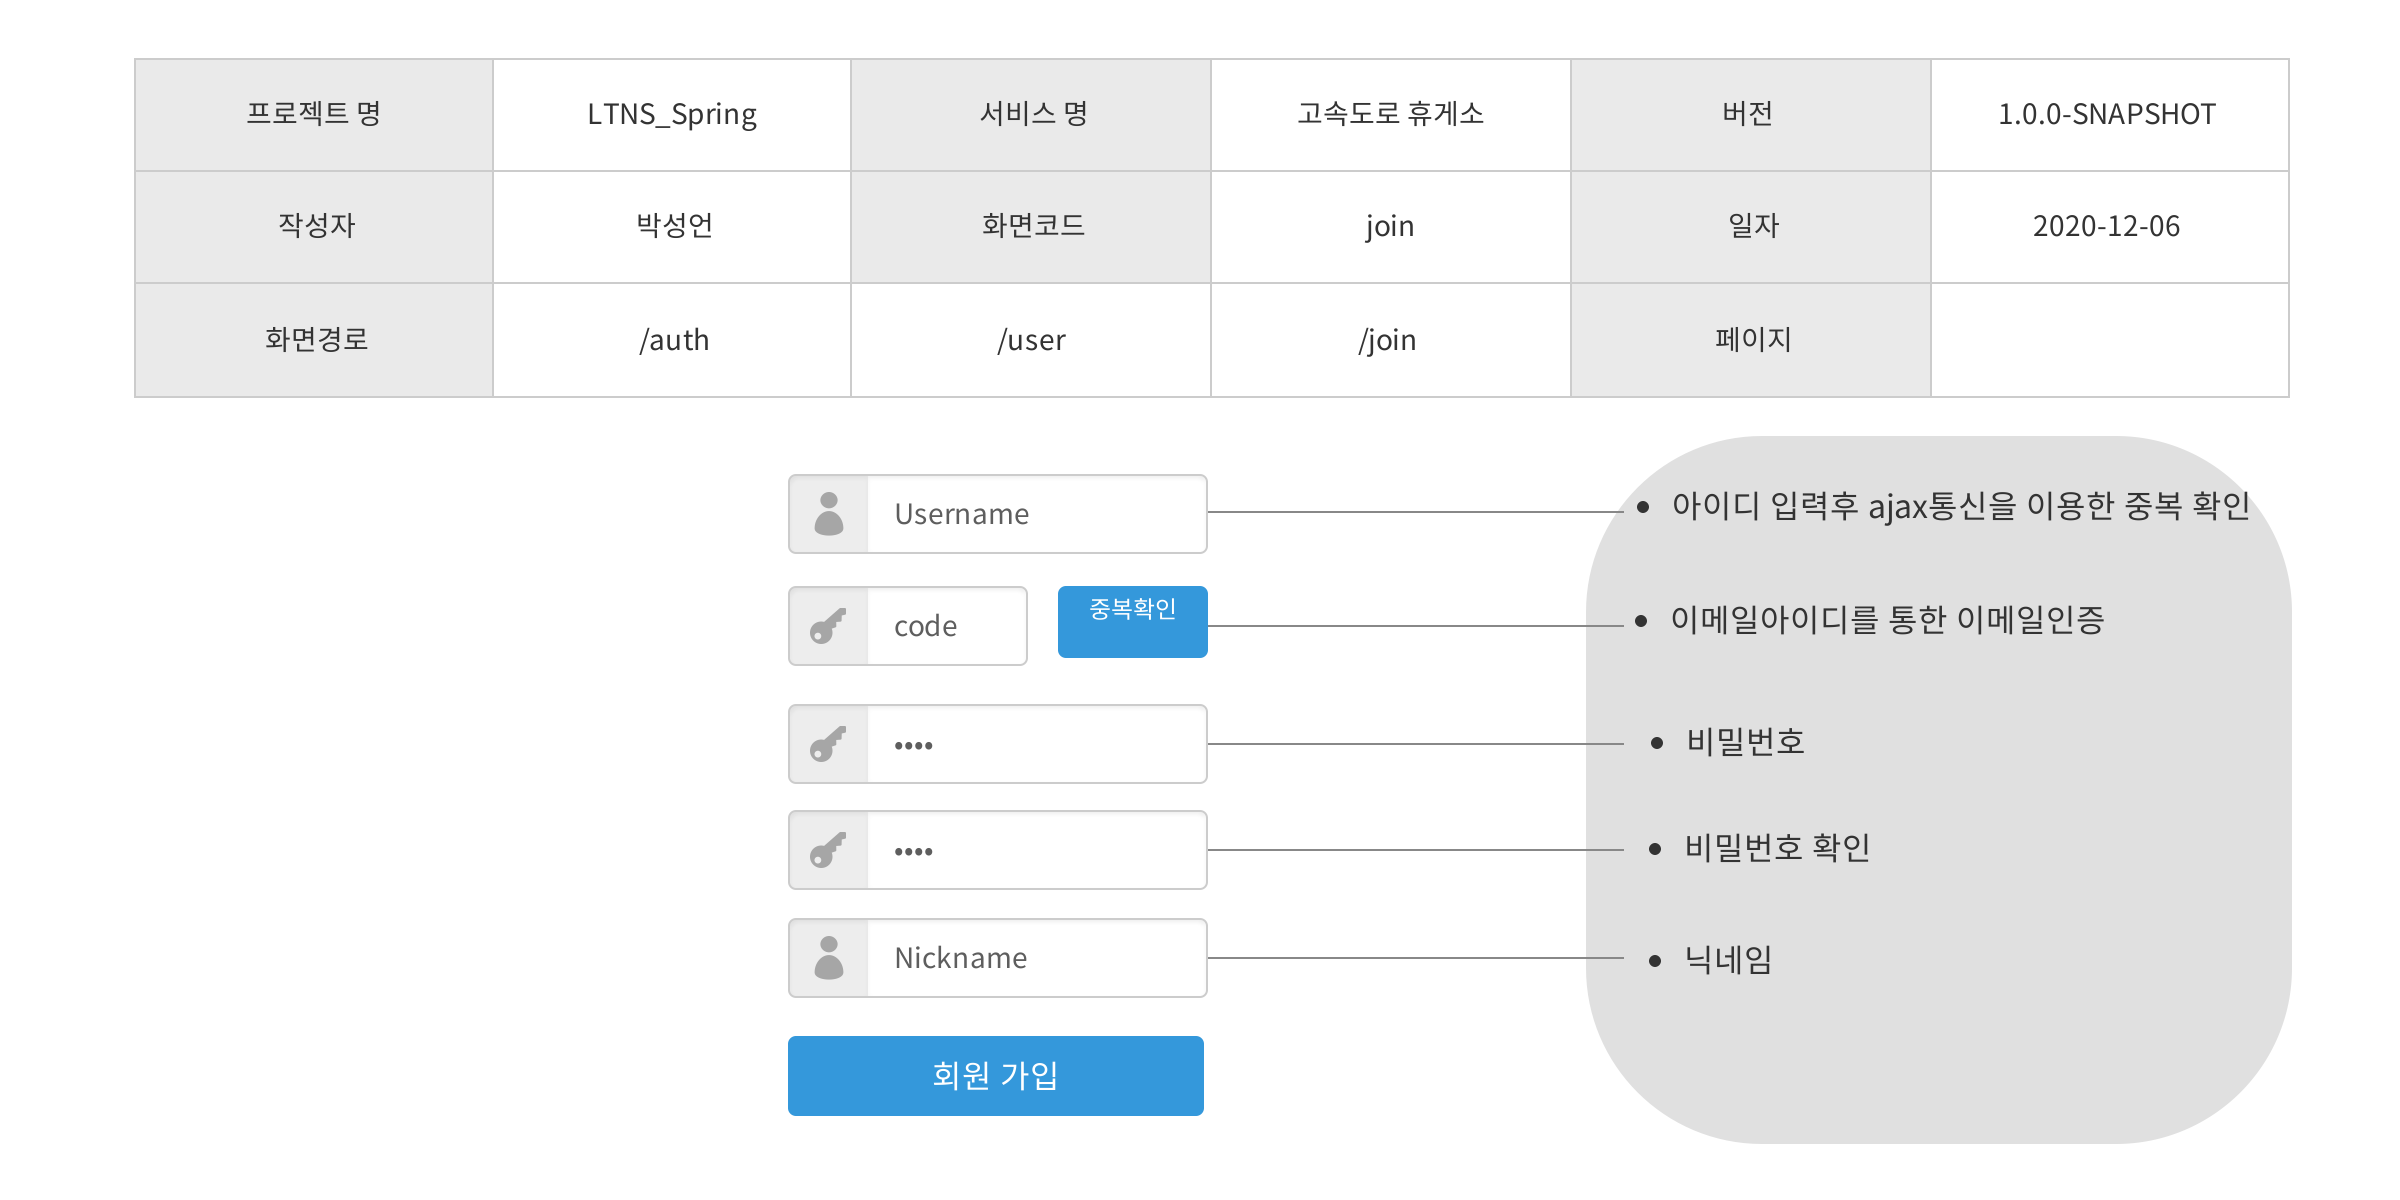 프로젝트 명 LTNS_Spring 서비스 명 고속도로 휴게소 버전 1.0.0-SNAPSHOT
작성자 박성언 화면코드 join 일자 2020-12-06
화면경로 /auth /user /join 페이지
Username • 아이디 입력후 ajax통신을 이용한 중복 확인
code 중복확인 • 이메일아이디를 통한 이메일인증
•••• • 비밀번호
•••• • 비밀번호 확인
Nickname • 닉네임
회원 가입